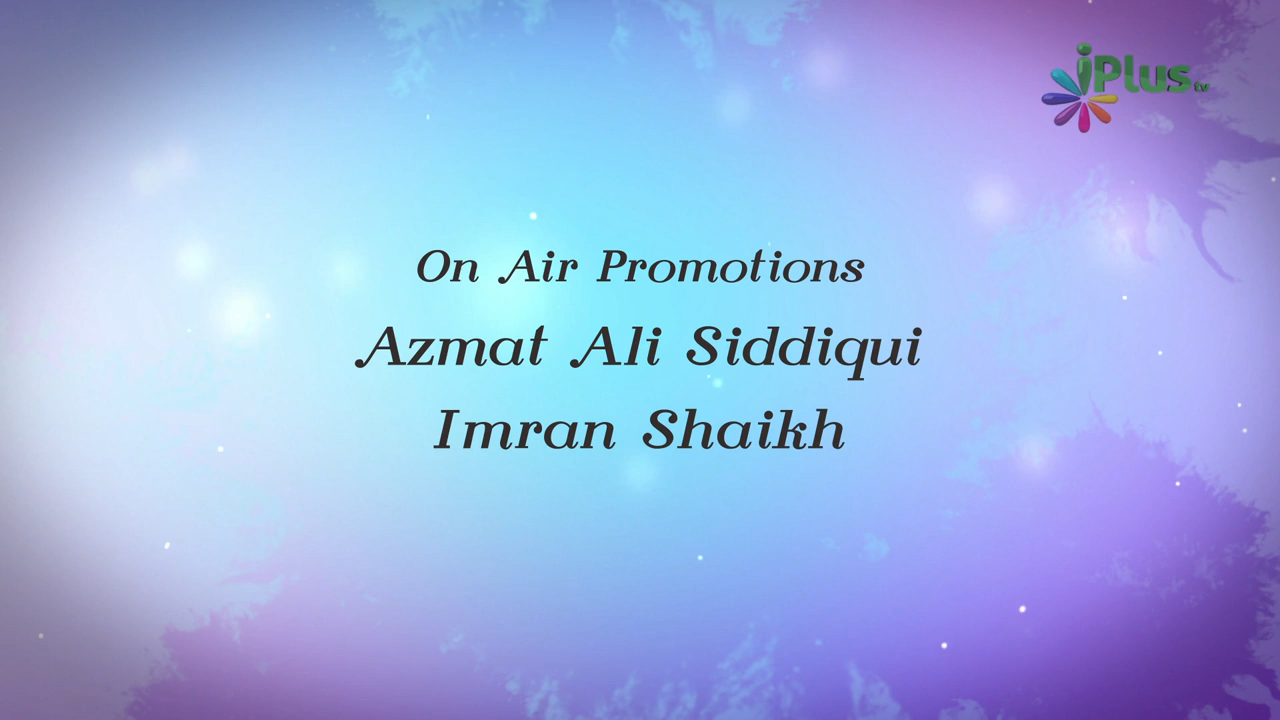 iPlus tv
On Air Promotions
Azmat Ali Siddiqui
Imran Shaikh